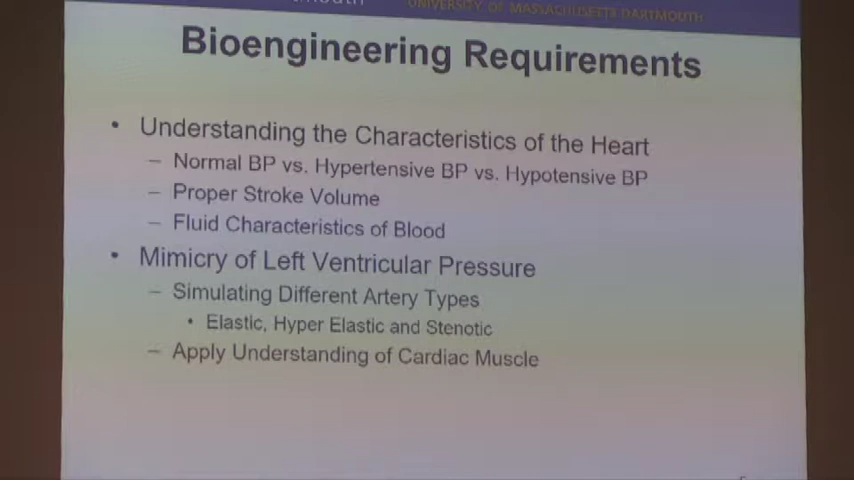 UNIVERSITY OF MASSACHUSETTS DARTMOUTH
Bioengineering Requirements
• Understanding the Characteristics of the Heart
– Normal BP vs. Hypertensive BP vs. Hypotensive BP
– Proper Stroke Volume
– Fluid Characteristics of Blood
• Mimicry of Left Ventricular Pressure
– Simulating Different Artery Types
• Elastic, Hyper Elastic and Stenotic
– Apply Understanding of Cardiac Muscle